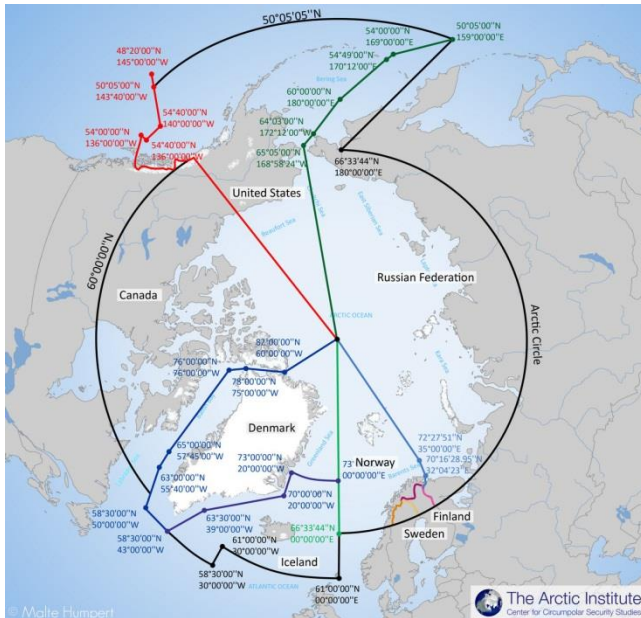 50°05'05''N
54°00'00''N
169°00'00''E
50°05'00''N
159°00'00''E
48°20'00''N
145°00'00''W
54°49'00''N
170°12'00''E
Bering Sea
50°05'00''N
143°40'00''W
60°00'00''N
180°00'00''E
54°40'00''N
140°00'00''W
54°00'00''N
136°00'00''W
64°03'00''N
172°12'00''W
54°40'00''N
136°00'00''W
65°05'00''N
168°58'24''W
66°33'44''N
180°00'00''E
United States
East Siberian Sea
Beaufort Sea
60°00'00''N
Russian Federation
Canada
ARCTIC OCEAN
Arctic Circle
82°00'00''N
60°00'00''W
Kara Sea
76°00'00''N
76°00'00''W
78°00'00''N
75°00'00''W
Denmark
Greenland Sea
65°00'00''N
57°45'00''W
73°00'00''N
20°00'00''W
73°
00°00'00''E
Norway
Barents Sea
72°27'51
35°00'00''E
70°16'28.95''N
32°04'23
63°00'00''N
55°40'00''W
70°00'00''N
20°00'00''W
58°30'00''N
50°00'00''W
63°30'00''N
39°00'00''W
Finland
58°30'00''N
43°00'00''W
61°00'00''N
30°00'00''W
66°33'44''N
00°00'00''E
Sweden
Iceland
58°30'00''N
30°00'00''W
ATLANTIC OCEAN
61°00'00''N
00°00'00''E
© Malte Humpert
The Arctic Institute
Center for Circumpolar Security Studies